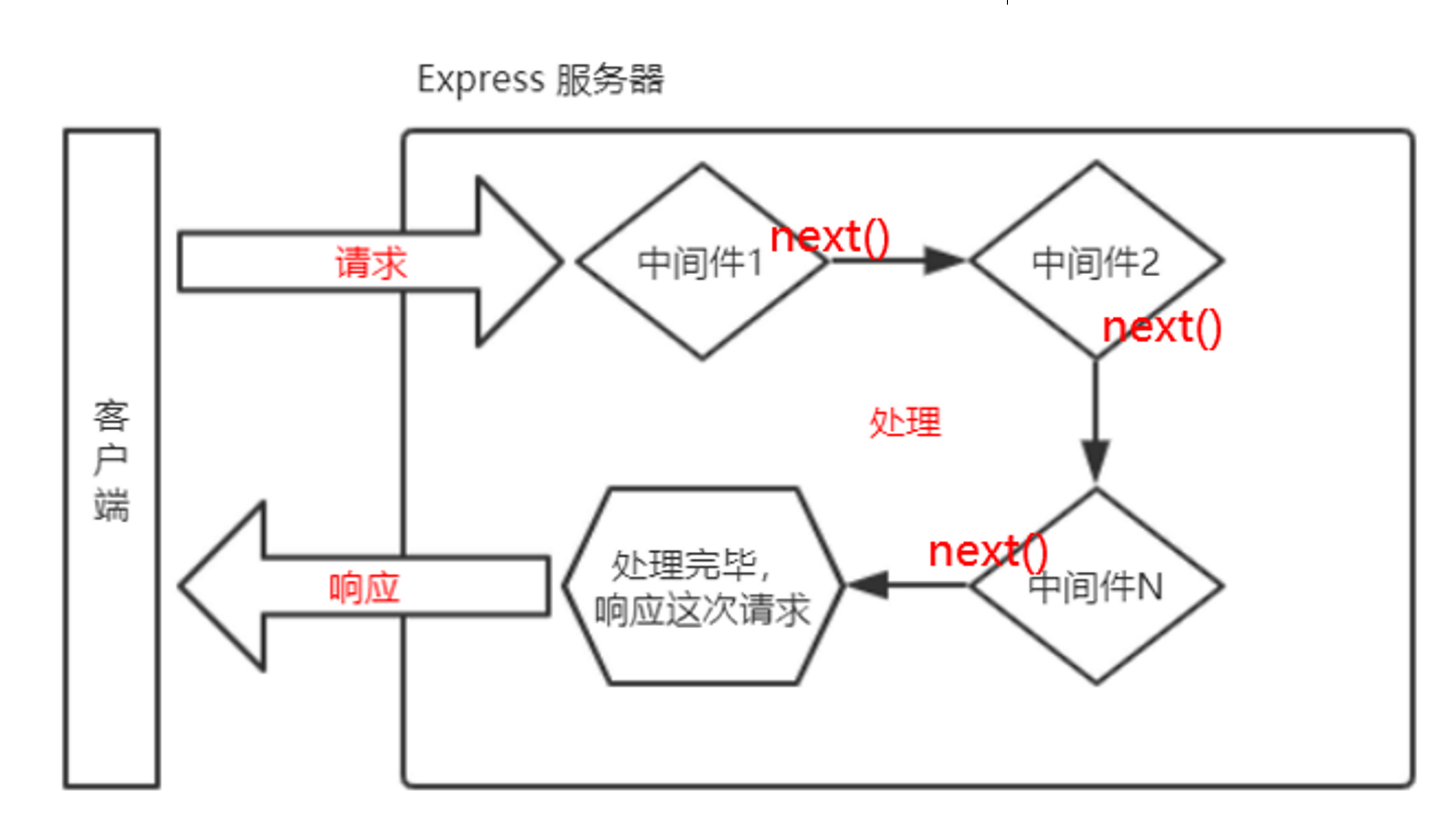 Express 服务器
客户端
请求
中间件1
next()
中间件2
next()
处理
next()
中间件N
处理完毕，
响应这次请求
响应